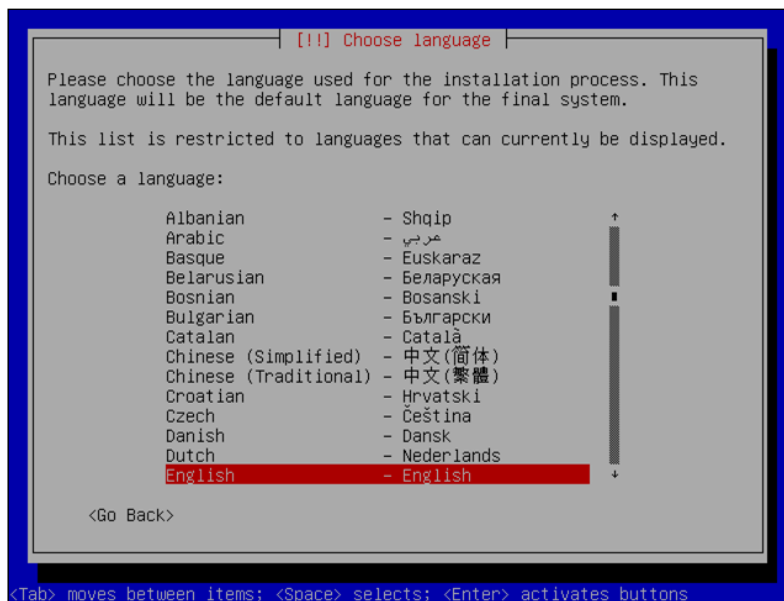 [!!] Choose language
Please choose the language used for the installation process. This
language will be the default language for the final system.
This list is restricted to languages that can currently be displayed.
Choose a language:
Albanian - Shqip
Arabic - عربي
Basque - Euskaraz
Belarusian - Беларуская
Bosnian - Bosanski
Bulgarian - Български
Catalan - Català
Chinese (Simplified) - 中文(简体)
Chinese (Traditional) - 中文(繁體)
Croatian - Hrvatski
Czech - Čeština
Danish - Dansk
Dutch - Nederlands
English - English
<Go Back>
<Tab> moves between items; <Space> selects; <Enter> activates buttons